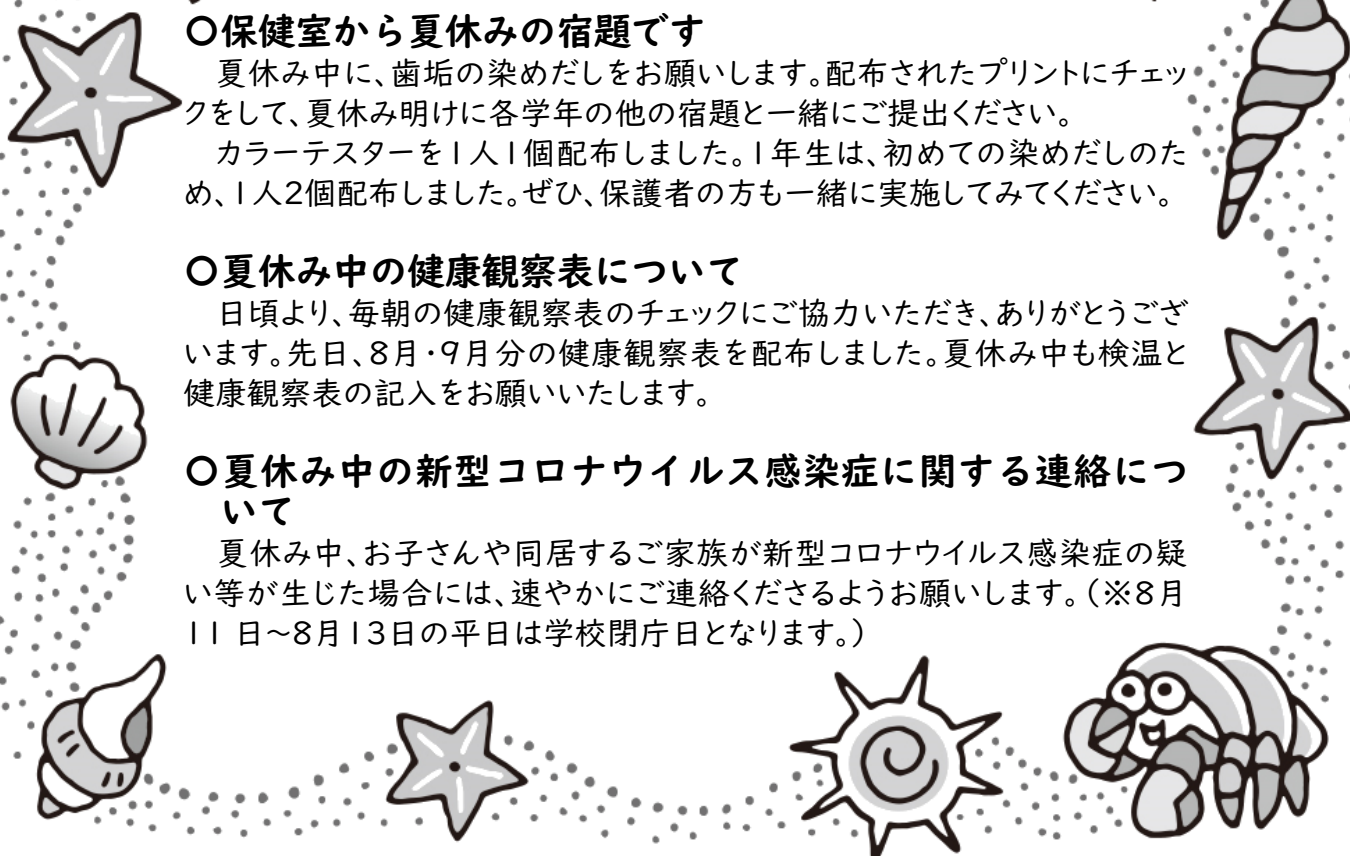 〇保健室から夏休みの宿題です
夏休み中に、歯垢の染めだしをお願いします。配布されたプリントにチェッ
クをして、夏休み明けに各学年の他の宿題と一緒にご提出ください。
カラーテスターを1人1個配布しました。1年生は、初めての染めだしのた
め、1人2個配布しました。ぜひ、保護者の方も一緒に実施してみてください。
〇夏休み中の健康観察表について
日頃より、毎朝の健康観察表のチェックにご協力いただき、ありがとうござ
います。先日、8月・9月分の健康観察表を配布しました。夏休み中も検温と
健康観察表の記入をお願いいたします。
〇夏休み中の新型コロナウイルス感染症に関する連絡につ
いて
夏休み中、お子さんや同居するご家族が新型コロナウイルス感染症の疑
い等が生じた場合には、速やかにご連絡くださるようお願いします。（※8月
11 日～8月13日の平日は学校閉庁日となります。）